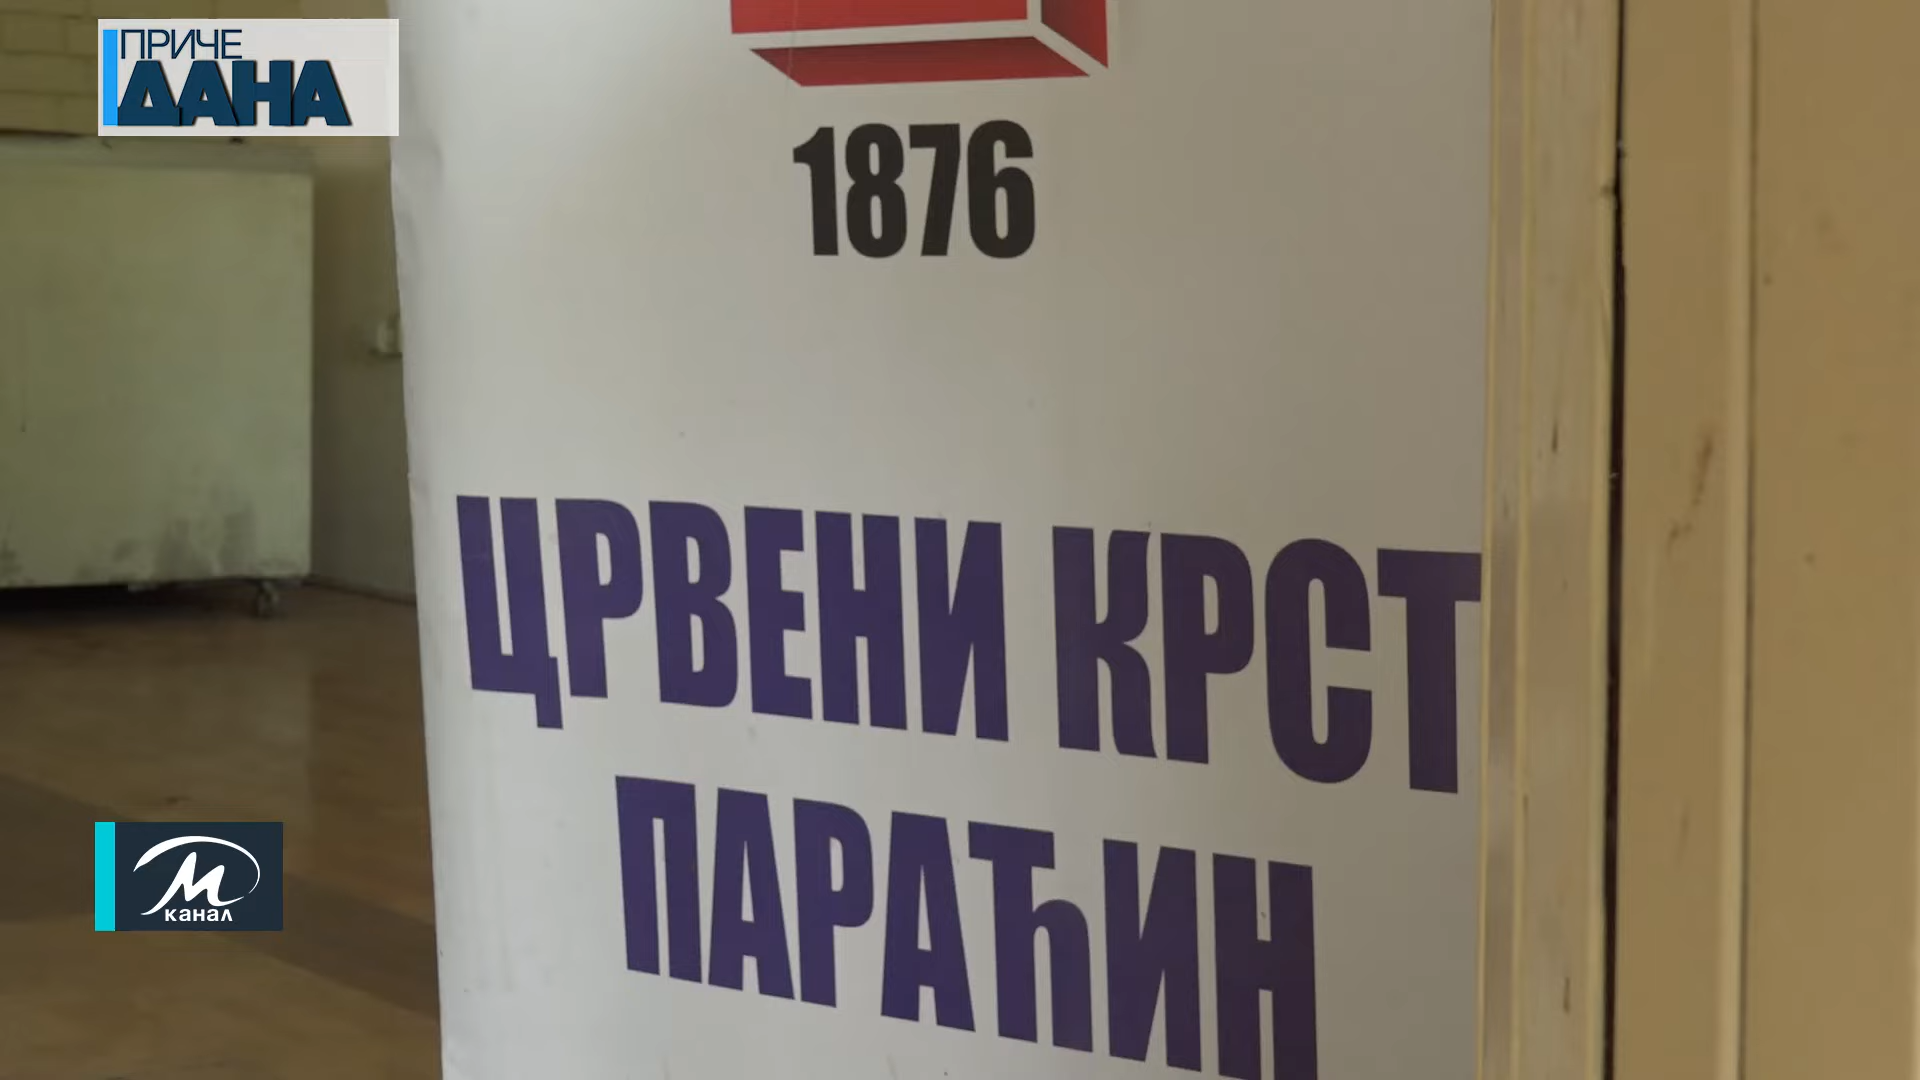 ПРИЧЕ
ДАНА
1876
ЦРВЕНИ КРСТ
ПАРАЋИН
М
канал